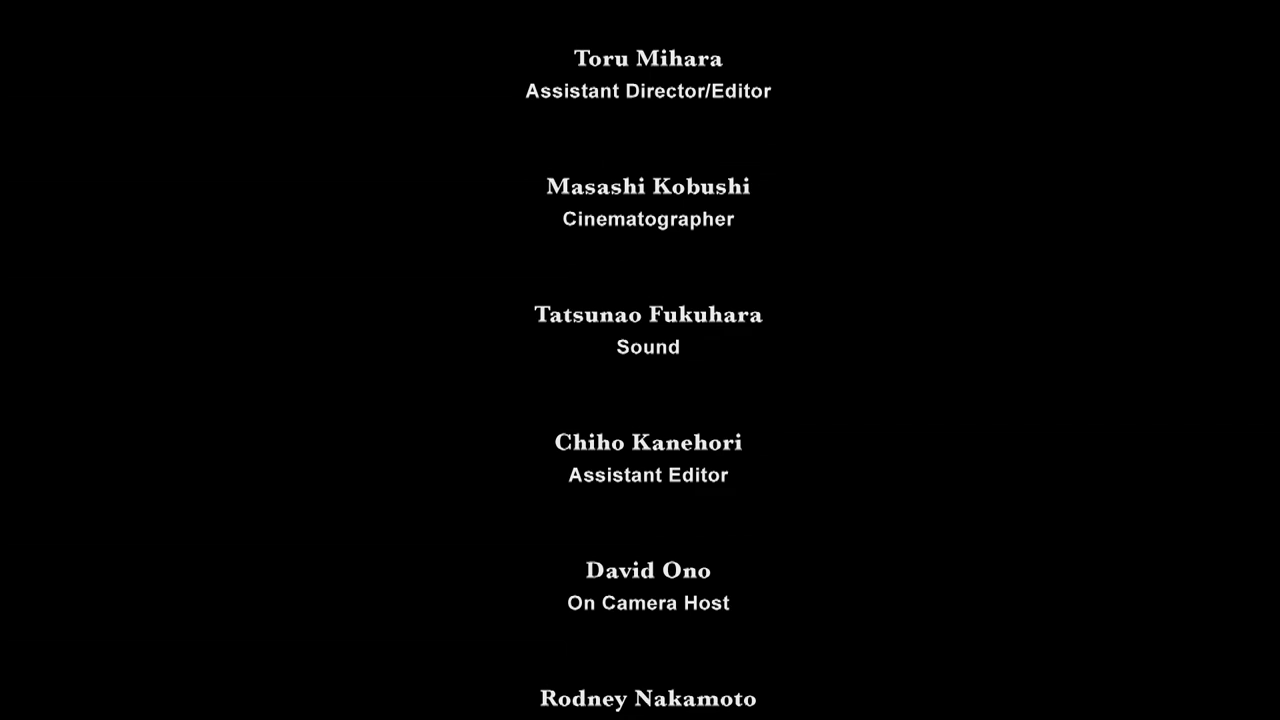 Toru Mihara
Assistant Director/Editor
Masashi Kobushi
Cinematographer
Tatsunao Fukuhara
Sound
Chiho Kanehori
Assistant Editor
David Ono
On Camera Host
Rodney Nakamoto